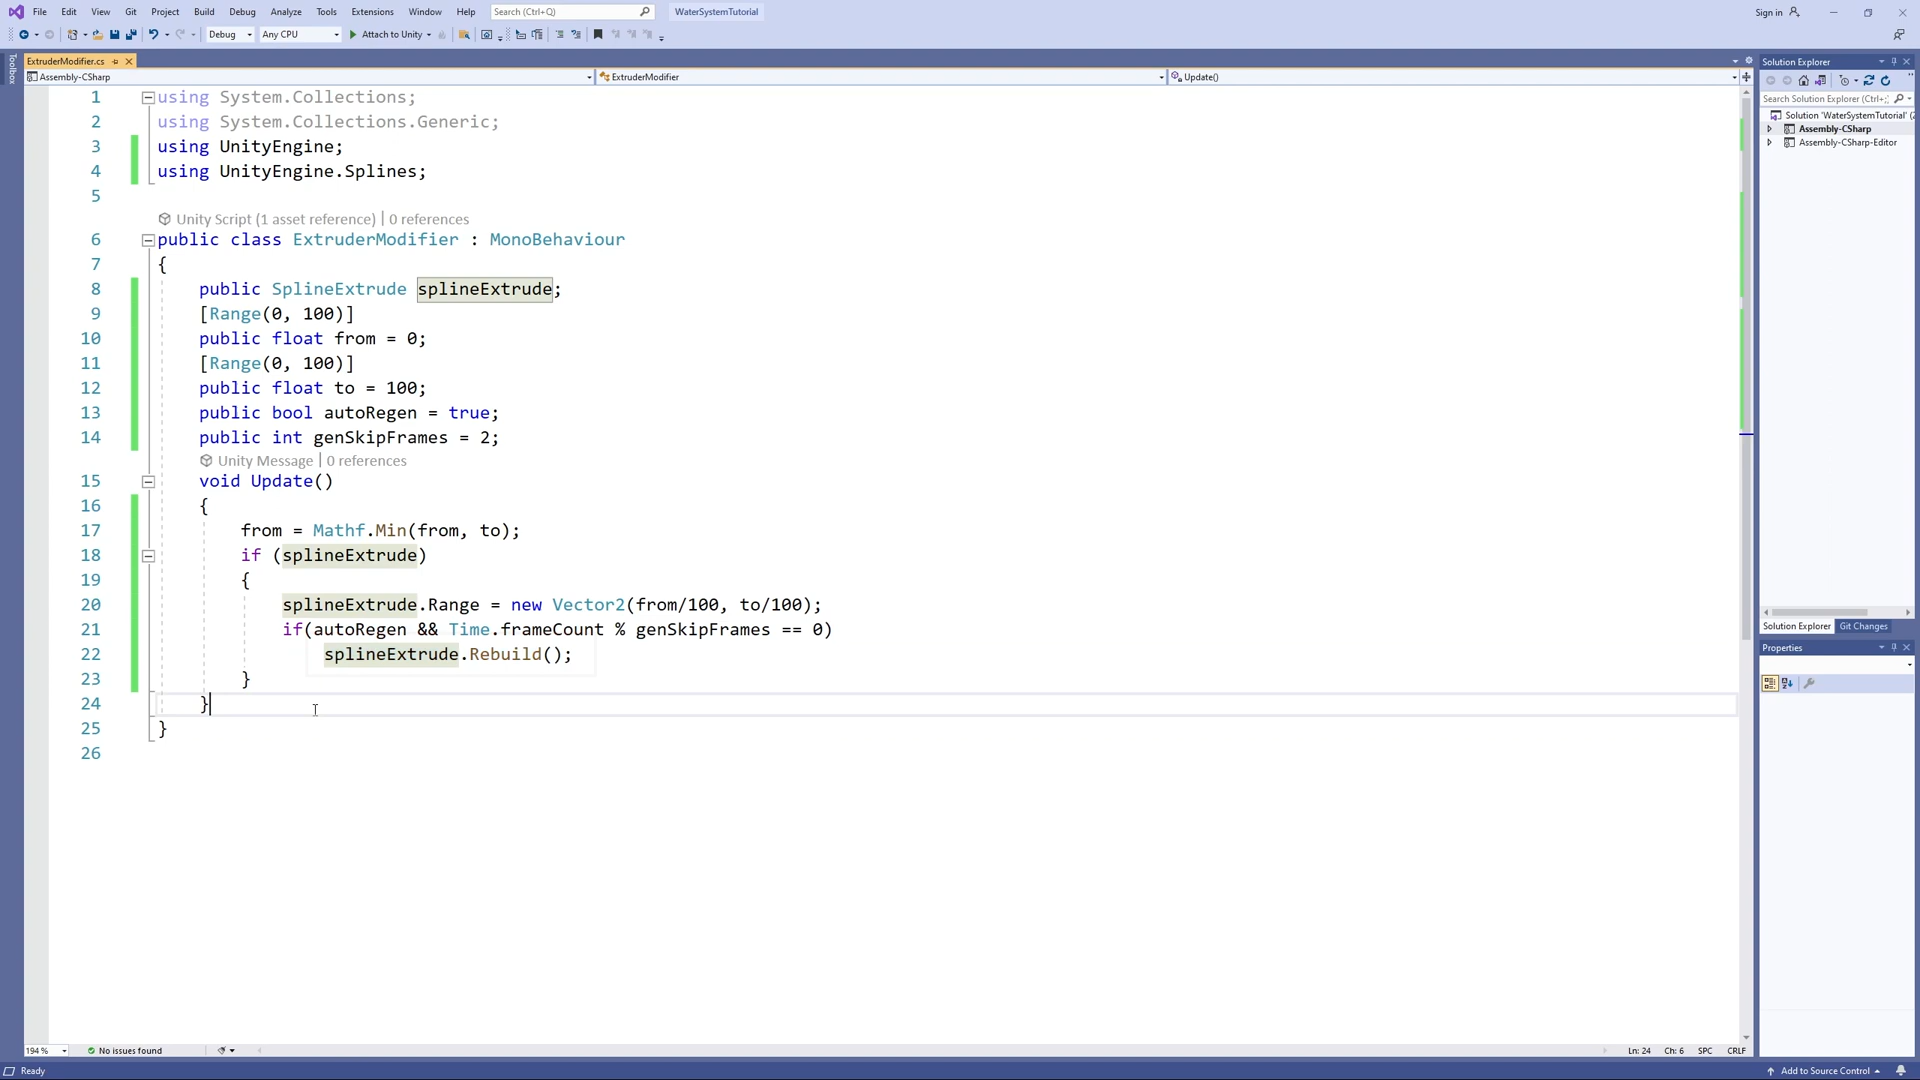 File Edit View Git Project Build Debug Analyze Tools Extensions Window Help Search (Ctrl+Q) WaterSystemTutorial Sign in
Debug Any CPU Attach to Unity
Toolbox
ExtruderModifier.cs
Assembly-CSharp ExtruderModifier Update()
1 using System.Collections;
2 using System.Collections.Generic;
3 using UnityEngine;
4 using UnityEngine.Splines;
5
Unity Script (1 asset reference) | 0 references
6 public class ExtruderModifier : MonoBehaviour
7 {
8 public SplineExtrude splineExtrude;
9 [Range(0, 100)]
10 public float from = 0;
11 [Range(0, 100)]
12 public float to = 100;
13 public bool autoRegen = true;
14 public int genSkipFrames = 2;
Unity Message | 0 references
15 void Update()
16 {
17 from = Mathf.Min(from, to);
18 if (splineExtrude)
19 {
20 splineExtrude.Range = new Vector2(from/100, to/100);
21 if(autoRegen && Time.frameCount % genSkipFrames == 0)
22 splineExtrude.Rebuild();
23 }
24 }
25 }
26
194 % No issues found Ln: 24 Ch: 6 SPC CRLF
Solution Explorer
Search Solution Explorer (Ctrl+;)
Solution 'WaterSystemTutorial' (2
Assembly-CSharp
Assembly-CSharp-Editor
Solution Explorer Git Changes
Properties
Ready Add to Source Control